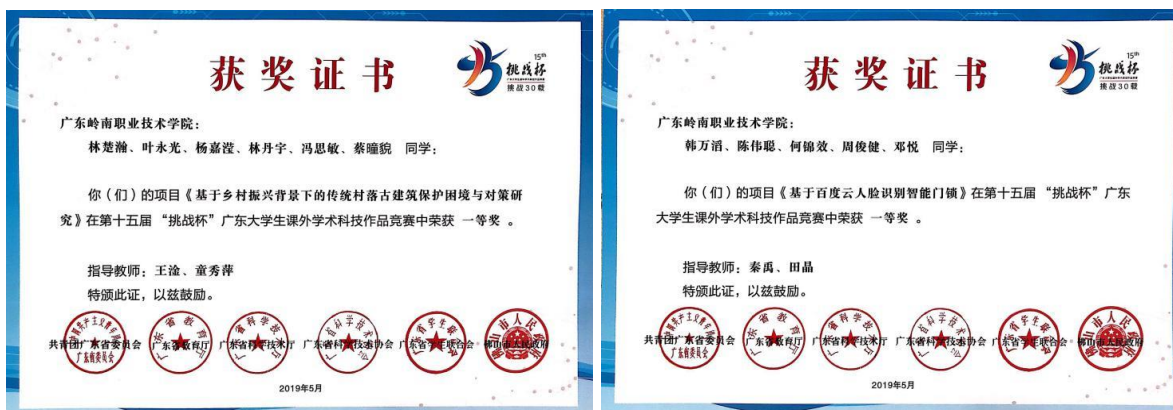 获奖证书
15th
挑战杯
挑战30载
广东岭南职业技术学院：
林楚瀚、叶永光、杨嘉滢、林丹宇、冯思敏、蔡曈貌 同学：
你（们）的项目《基于乡村振兴背景下的传统村落古建筑保护困境与对策研
究》在第十五届 “挑战杯”广东大学生课外学术科技作品竞赛中荣获 一等奖 。
指导教师：王淦、童秀萍
特颁此证，以兹鼓励。
共青团广东省委员会 广东省教育厅 广东省科学技术厅 广东省科学技术协会 广东省学生联合会 佛山市人民政府
2019年5月
获奖证书
15th
挑战杯
挑战30载
广东岭南职业技术学院：
韩万滔、陈伟聪、何锦效、周俊健、邓悦 同学：
你（们）的项目《基于百度云人脸识别智能门锁》在第十五届 “挑战杯”广东
大学生课外学术科技作品竞赛中荣获 一等奖 。
指导教师：秦禹、田晶
特颁此证，以兹鼓励。
共青团广东省委员会 广东省教育厅 广东省科学技术厅 广东省科学技术协会 广东省学生联合会 佛山市人民政府
2019年5月